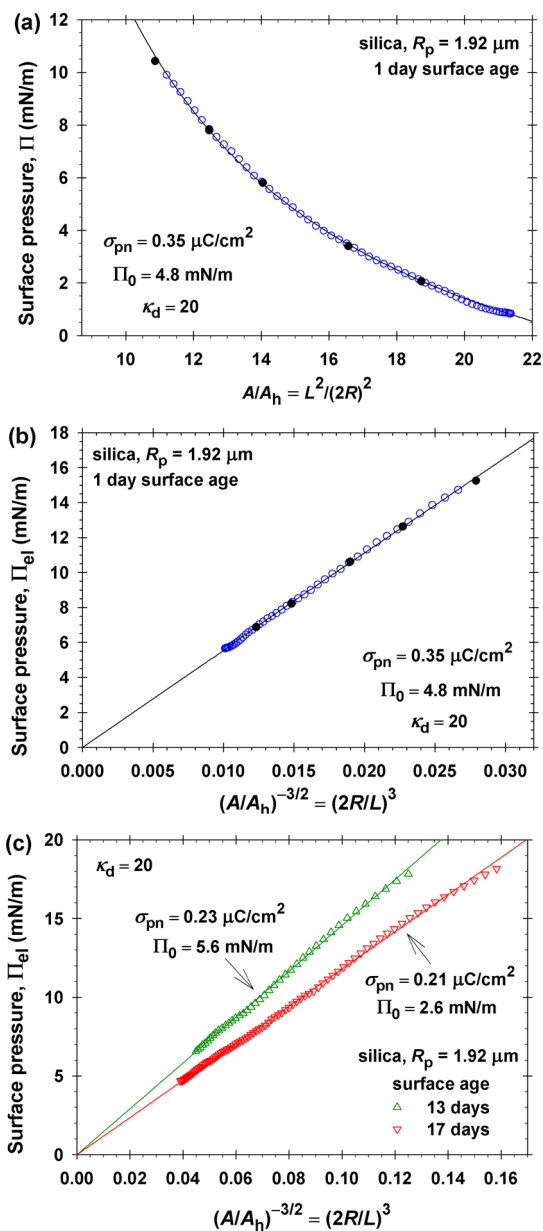 (a)
silica, Rp = 1.92 μm
1 day surface age
Surface pressure, Π (mN/m)
12
10
8
6
4
2
0
σpn = 0.35 μC/cm²
Π0 = 4.8 mN/m
κd = 20
10 12 14 16 18 20 22
A/Ah = L²/(2R)²
(b)
silica, Rp = 1.92 μm
1 day surface age
Surface pressure, Πel (mN/m)
18
16
14
12
10
8
6
4
2
0
σpn = 0.35 μC/cm²
Π0 = 4.8 mN/m
κd = 20
0.000 0.005 0.010 0.015 0.020 0.025 0.030
(A/Ah)⁻³/² = (2R/L)³
(c)
κd = 20
Surface pressure, Πel (mN/m)
20
15
10
5
0
σpn = 0.23 μC/cm²
Π0 = 5.6 mN/m
σpn = 0.21 μC/cm²
Π0 = 2.6 mN/m
silica, Rp = 1.92 μm
surface age
13 days
17 days
0.00 0.02 0.04 0.06 0.08 0.10 0.12 0.14 0.16
(A/Ah)⁻³/² = (2R/L)³